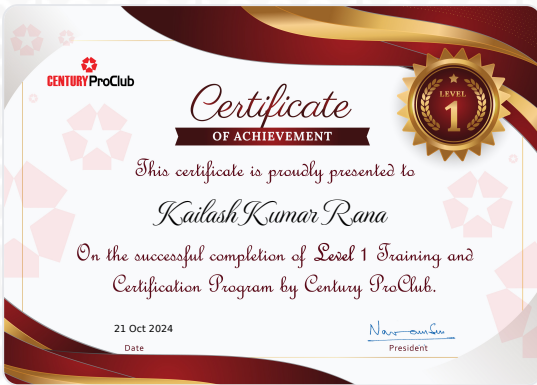 CENTURY ProClub
Certificate
OF ACHIEVEMENT
LEVEL
1
This certificate is proudly presented to
Kailash Kumar Rana
On the successful completion of Level 1 Training and
Certification Program by Century ProClub.
21 Oct 2024
Date
President